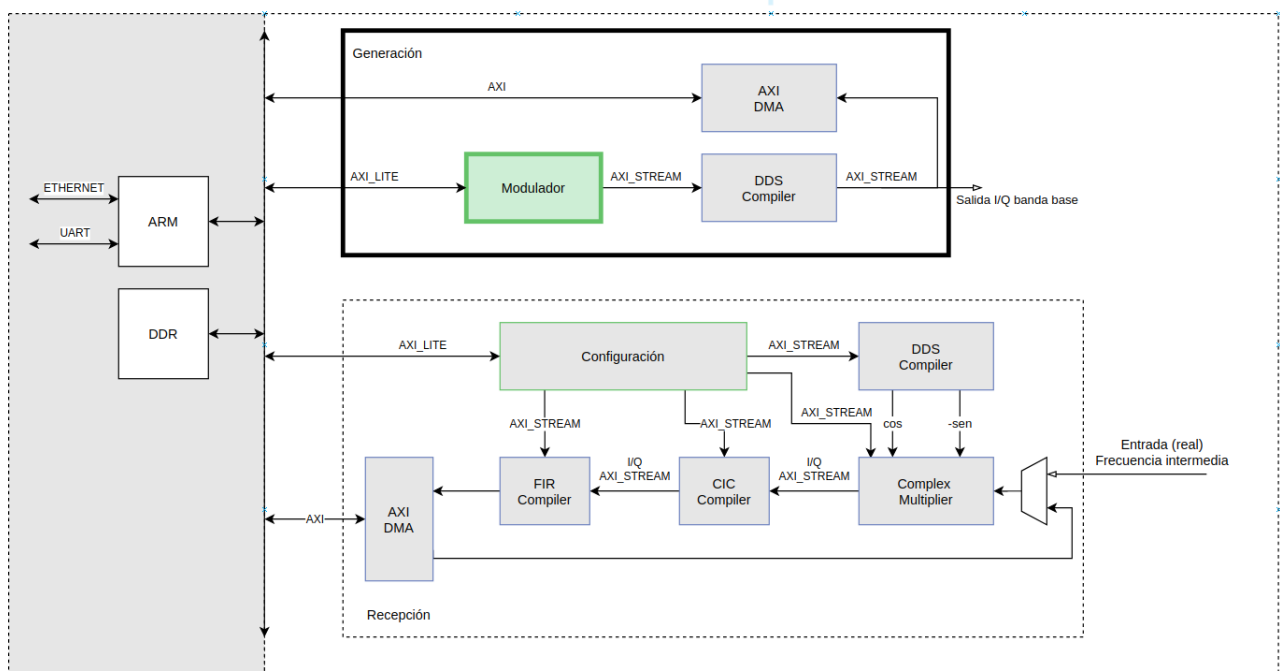 Generación
AXI
AXI
DMA
AXI_LITE
Modulador
AXI_STREAM
DDS
Compiler
AXI_STREAM
Salida I/Q banda base
ETHERNET
UART
ARM
DDR
AXI_LITE
Configuración
AXI_STREAM
DDS
Compiler
AXI_STREAM
AXI_STREAM
AXI_STREAM
cos
-sen
Entrada (real)
Frecuencia intermedia
AXI
AXI
DMA
FIR
Compiler
I/Q
AXI_STREAM
CIC
Compiler
I/Q
AXI_STREAM
Complex
Multiplier
Recepción